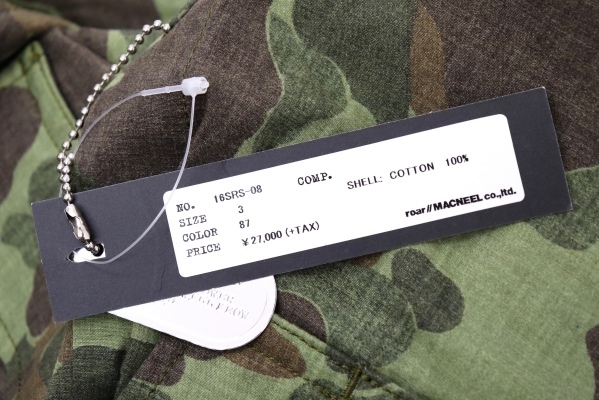 NO. 16SRS-08 COMP. SHELL: COTTON 100%
SIZE 3
COLOR 87
PRICE ¥27,000 (+TAX)
roar//MACNEEL co.,ltd.